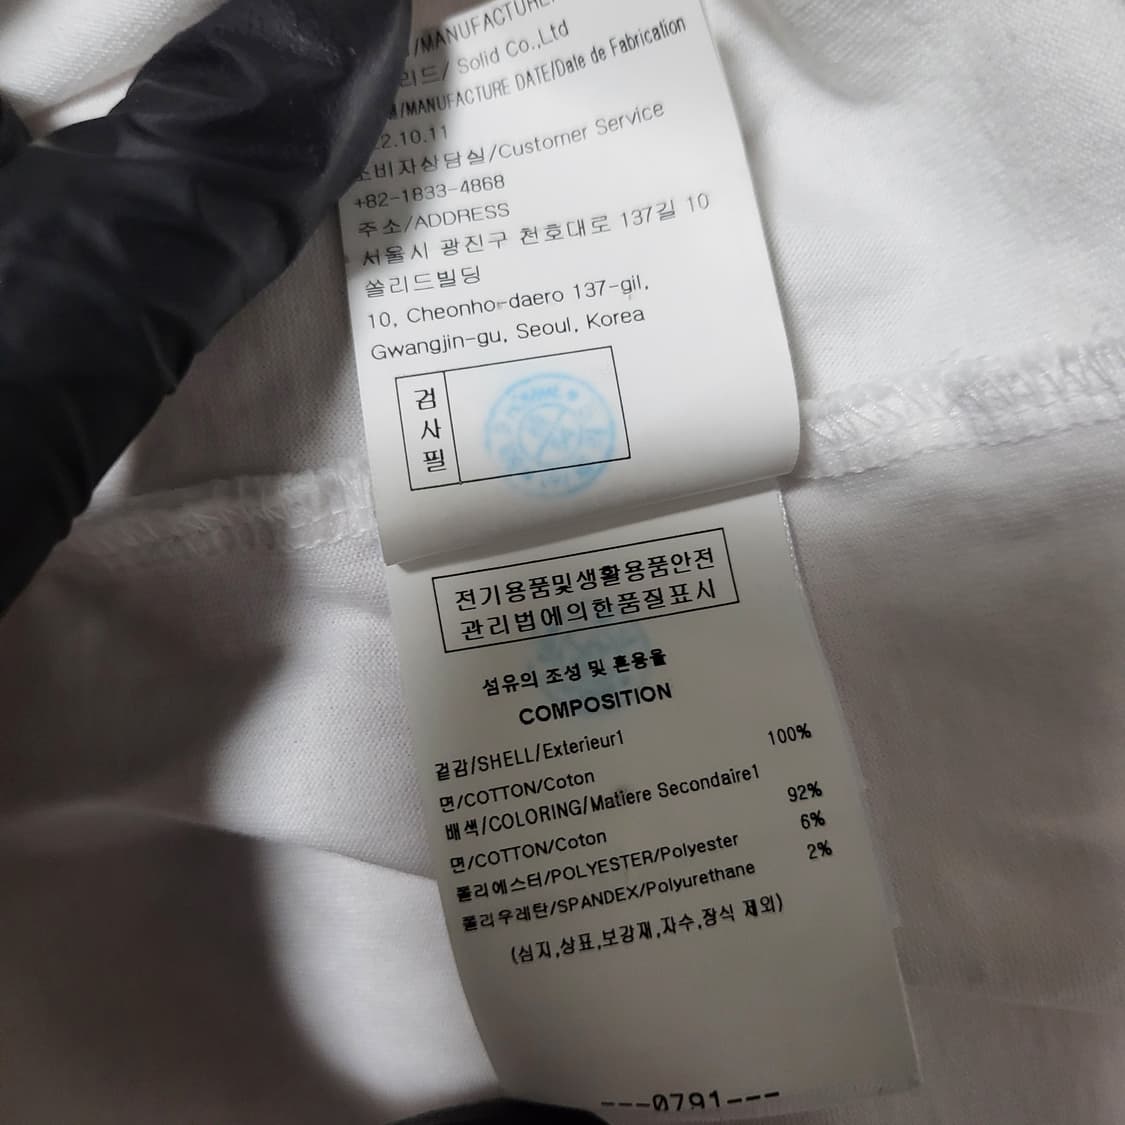 /MANUFACTURE
리드/ Solid Co.,Ltd
/MANUFACTURE DATE/Date de Fabrication
2.10.11
소비자상담실/Customer Service
+82-1833-4868
주소/ADDRESS
서울시 광진구 천호대로 137길 10
쏠리드빌딩
10, Cheonho-daero 137-gil,
Gwangjin-gu, Seoul, Korea
검
사
필
전기용품및생활용품안전
관리법에의한품질표시
섬유의 조성 및 혼용율
COMPOSITION
겉감/SHELL/Exterieur1
면/COTTON/Coton 100%
배색/COLORING/Matiere Secondaire1
면/COTTON/Coton 92%
폴리에스터/POLYESTER/Polyester 6%
폴리우레탄/SPANDEX/Polyurethane 2%
(심지,상표,보강재,자수,장식 제외)
---0791---